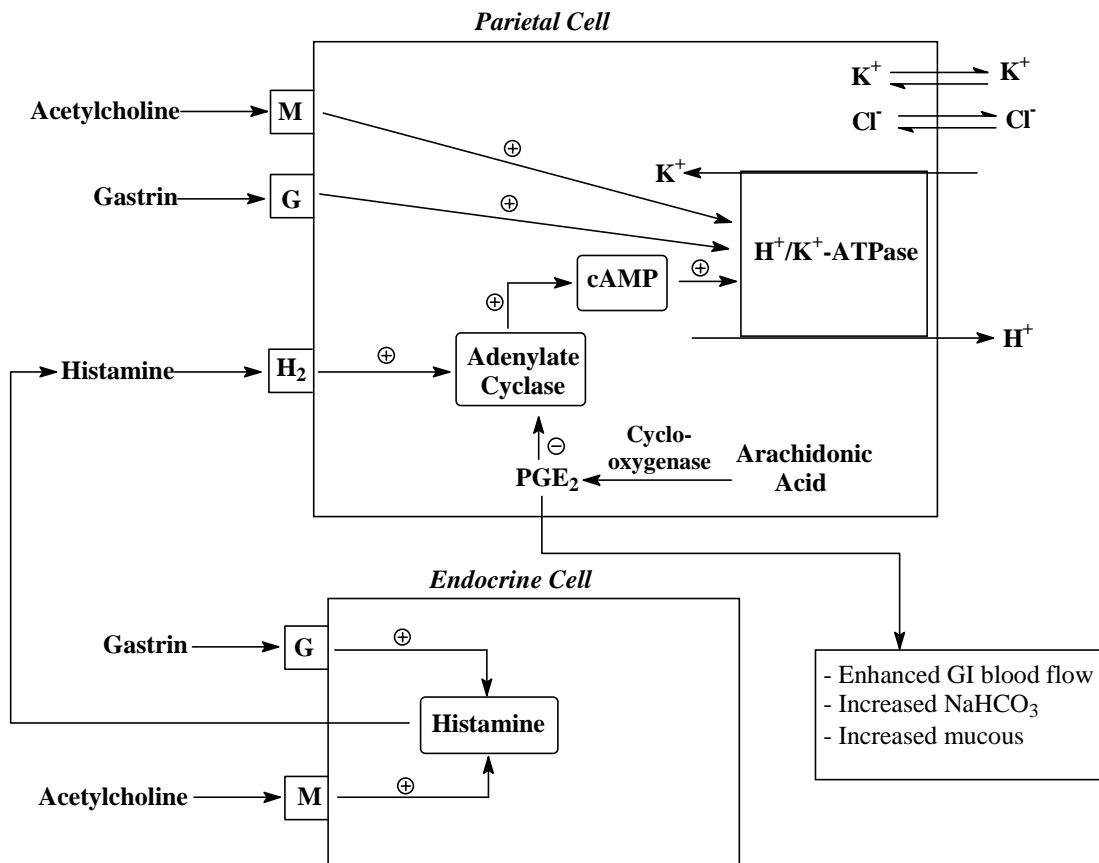 Parietal Cell
K⁺ K⁺
Acetylcholine M
Cl⁻ Cl⁻
⊕
K⁺
Gastrin G
⊕
H⁺/K⁺-ATPase
cAMP ⊕
⊕
Histamine H₂ ⊕ Adenylate
Cyclase
H⁺
⊖
Cyclo-
oxygenase
PGE₂
Arachidonic
Acid
Endocrine Cell
Gastrin G ⊕
Histamine
Acetylcholine M ⊕
- Enhanced GI blood flow
- Increased NaHCO₃
- Increased mucous